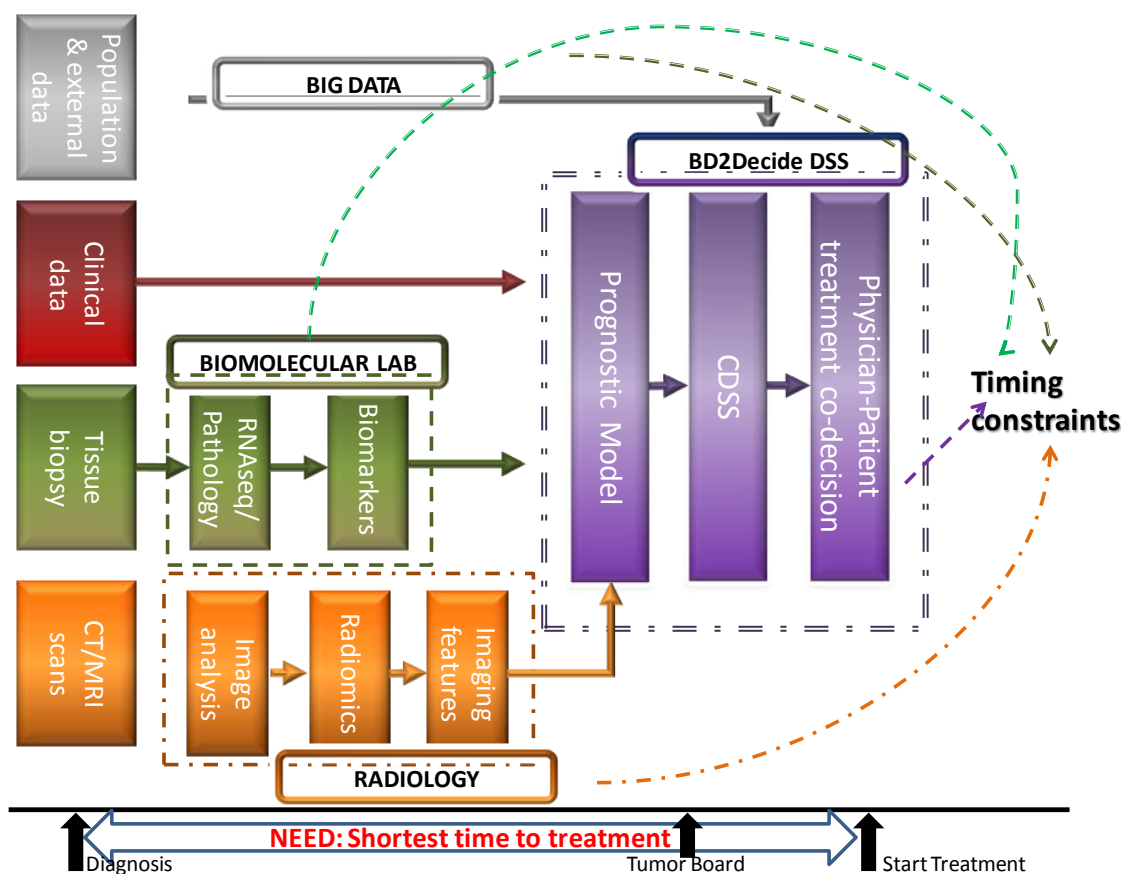 Population
& external
data
BIG DATA
BD2Decide DSS
Clinical
data
Prognostic Model
CDSS
Physician-Patient
treatment co-decision
BIOMOLECULAR LAB
Timing
constraints
Tissue
biopsy
RNAseq/
Pathology
Biomarkers
CT/MRI
scans
Image
analysis
Radiomics
Imaging
features
RADIOLOGY
NEED: Shortest time to treatment
Diagnosis
Tumor Board
Start Treatment